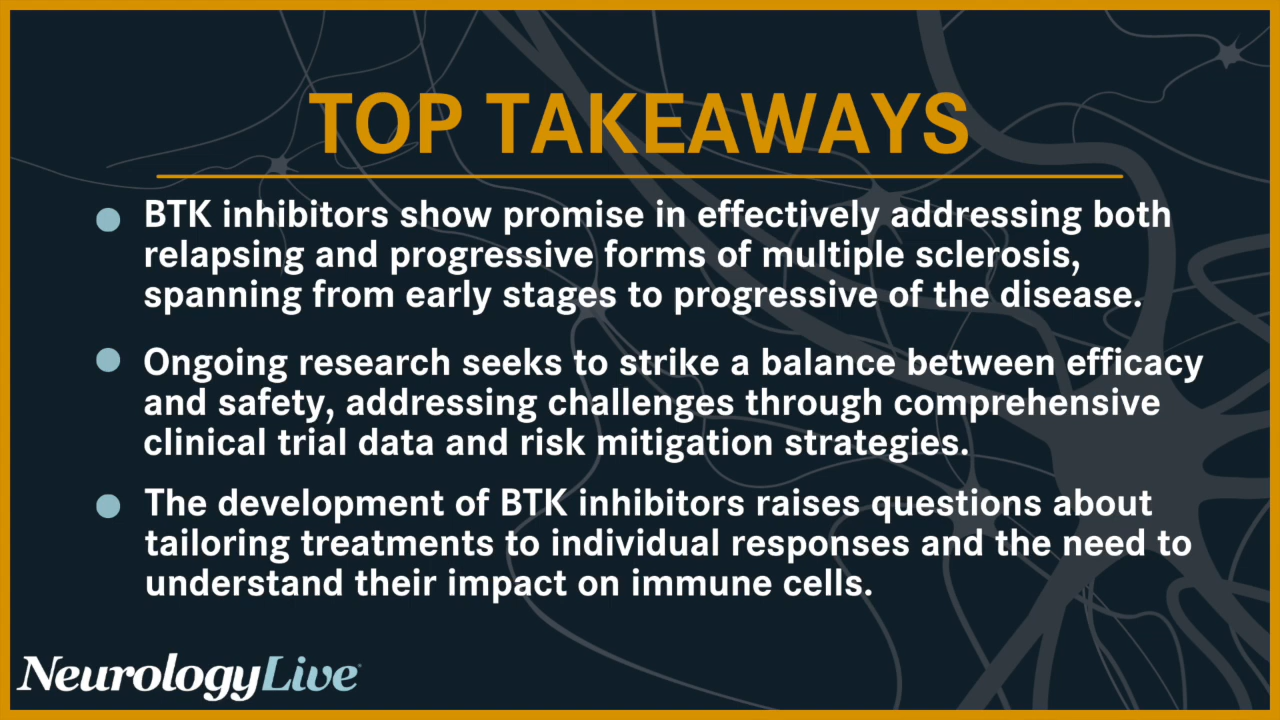 TOP TAKEAWAYS
BTK inhibitors show promise in effectively addressing both
relapsing and progressive forms of multiple sclerosis,
spanning from early stages to progressive of the disease.
Ongoing research seeks to strike a balance between efficacy
and safety, addressing challenges through comprehensive
clinical trial data and risk mitigation strategies.
The development of BTK inhibitors raises questions about
tailoring treatments to individual responses and the need to
understand their impact on immune cells.
NeurologyLive